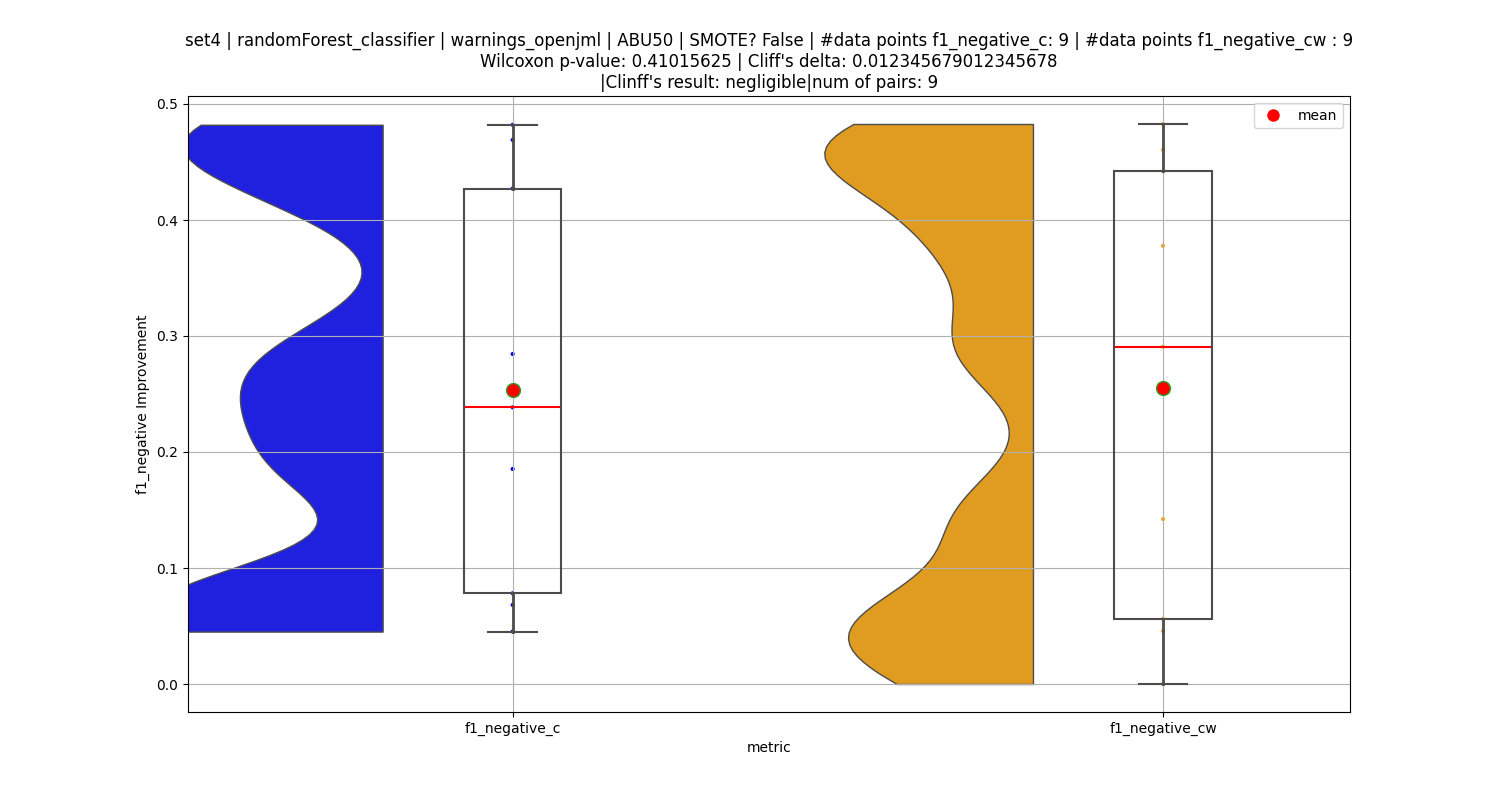 set4 | randomForest_classifier | warnings_openjml | ABU50 | SMOTE? False | #data points f1_negative_c: 9 | #data points f1_negative_cw : 9
Wilcoxon p-value: 0.41015625 | Cliff's delta: 0.012345679012345678
|Clinff's result: negligible|num of pairs: 9
mean
0.5
0.4
0.3
0.2
0.1
0.0
f1_negative Improvement
f1_negative_c
f1_negative_cw
metric